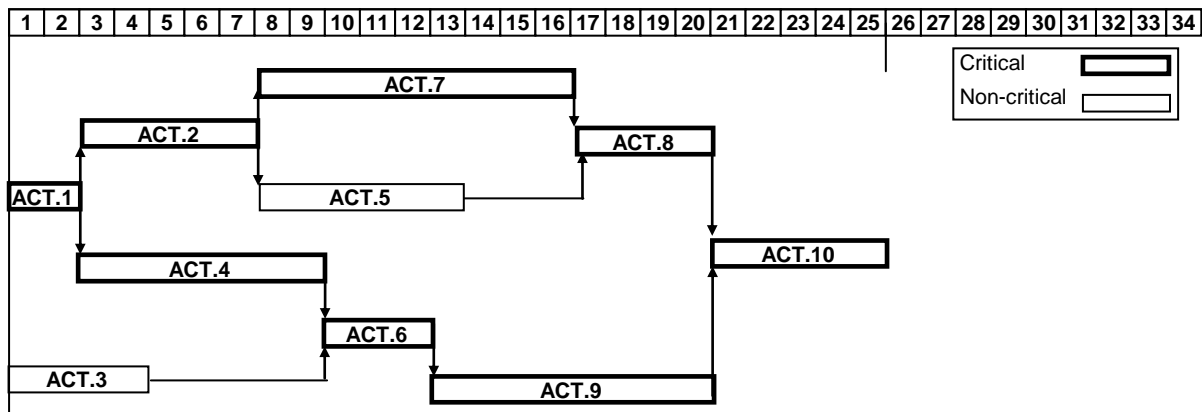 1 2 3 4 5 6 7 8 9 10 11 12 13 14 15 16 17 18 19 20 21 22 23 24 25 26 27 28 29 30 31 32 33 34
Critical
Non-critical
ACT.7
ACT.2
ACT.8
ACT.1
ACT.5
ACT.10
ACT.4
ACT.6
ACT.3
ACT.9